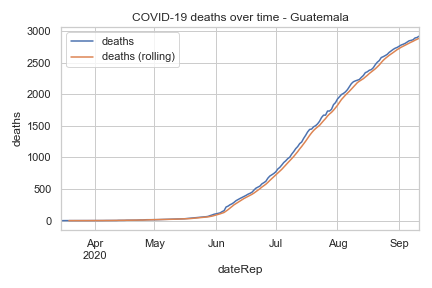 COVID-19 deaths over time - Guatemala
deaths
deaths (rolling)
3000
2500
2000
1500
1000
500
0
deaths
Apr
2020
May
Jun
Jul
Aug
Sep
dateRep